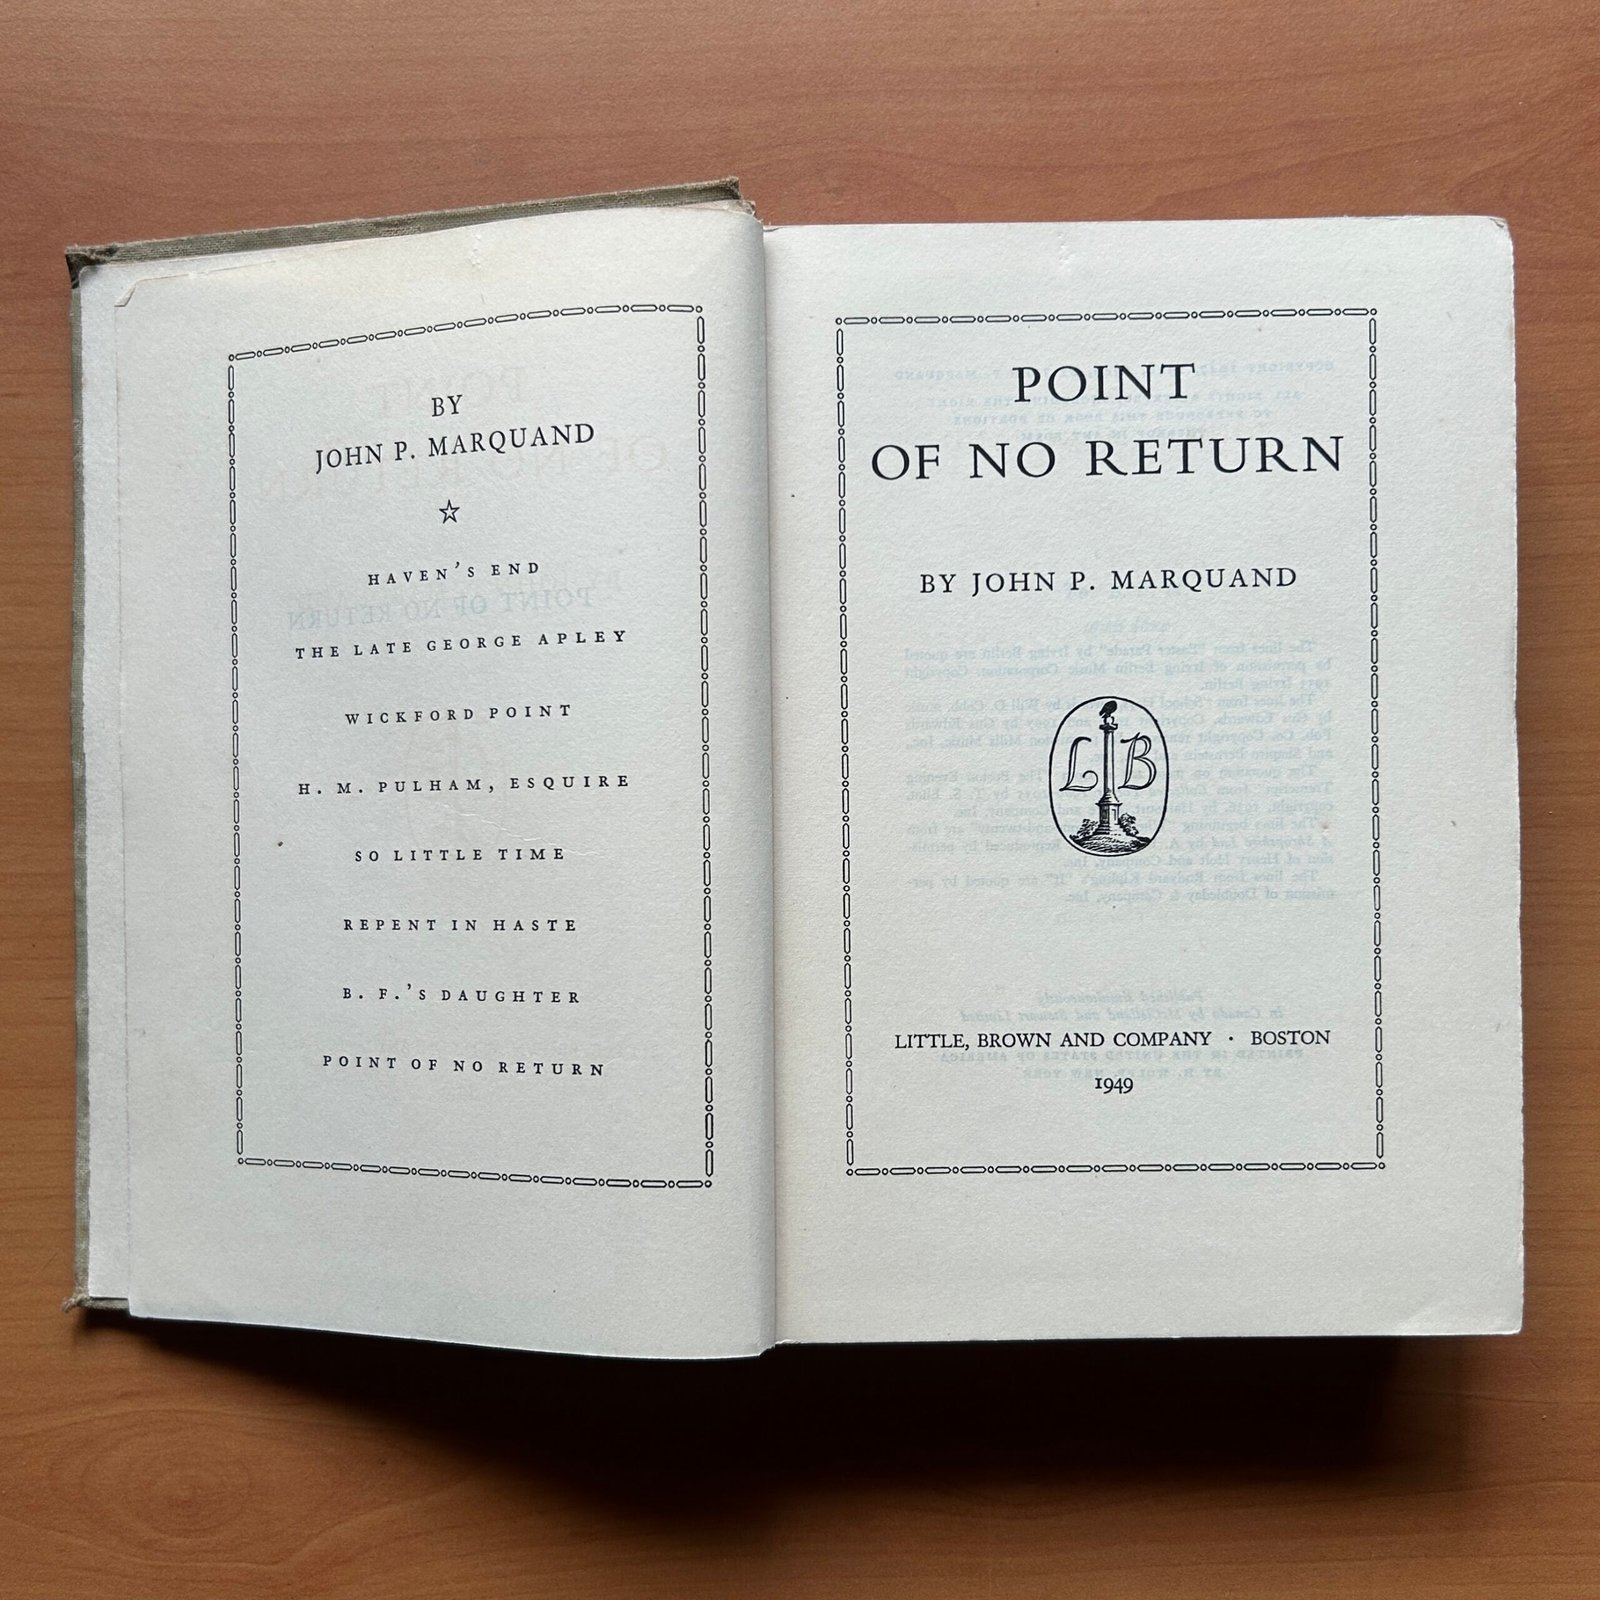 BY
JOHN P. MARQUAND
HAVEN'S END
THE LATE GEORGE APLEY
WICKFORD POINT
H. M. PULHAM, ESQUIRE
SO LITTLE TIME
REPENT IN HASTE
B. F.'S DAUGHTER
POINT OF NO RETURN
POINT
OF NO RETURN
BY JOHN P. MARQUAND
L B
LITTLE, BROWN AND COMPANY · BOSTON
1949